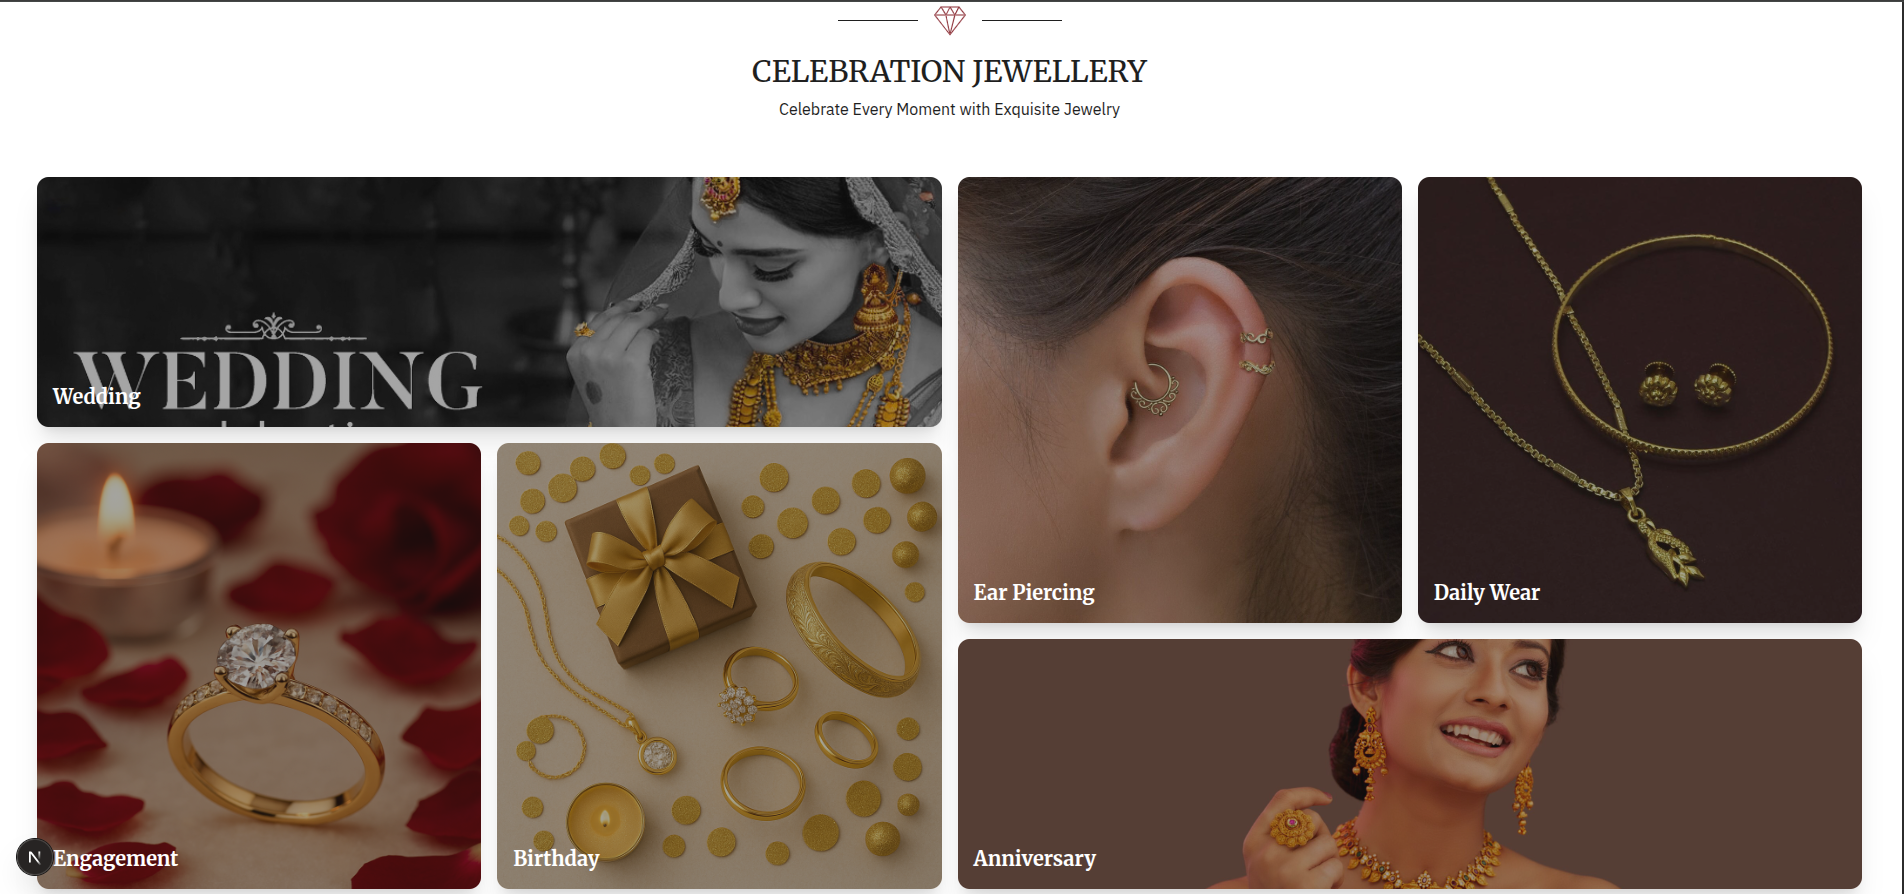 CELEBRATION JEWELLERY
Celebrate Every Moment with Exquisite Jewelry
WEDDING
Wedding
Ear Piercing
Daily Wear
Engagement
Birthday
Anniversary
N